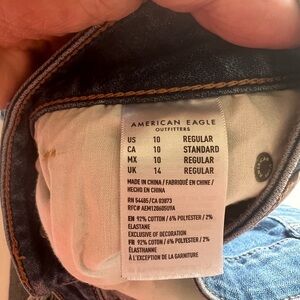 AMERICAN EAGLE
OUTFITTERS
US 10 REGULAR
CA 10 STANDARD
MX 10 REGULAR
UK 14 REGULAR
MADE IN CHINA / FABRIQUÉ EN CHINE /
HECHO EN CHINA
RN 54485/CA 03873
RFC# AEM1206059U9A
EN: 92% COTTON / 6% POLYESTER / 2%
ELASTANE
EXCLUSIVE OF DECORATION
FR: 92% COTON / 6% POLYESTER / 2%
ÉLASTHANNE
À L'EXCEPTION DE LA GARNITURE